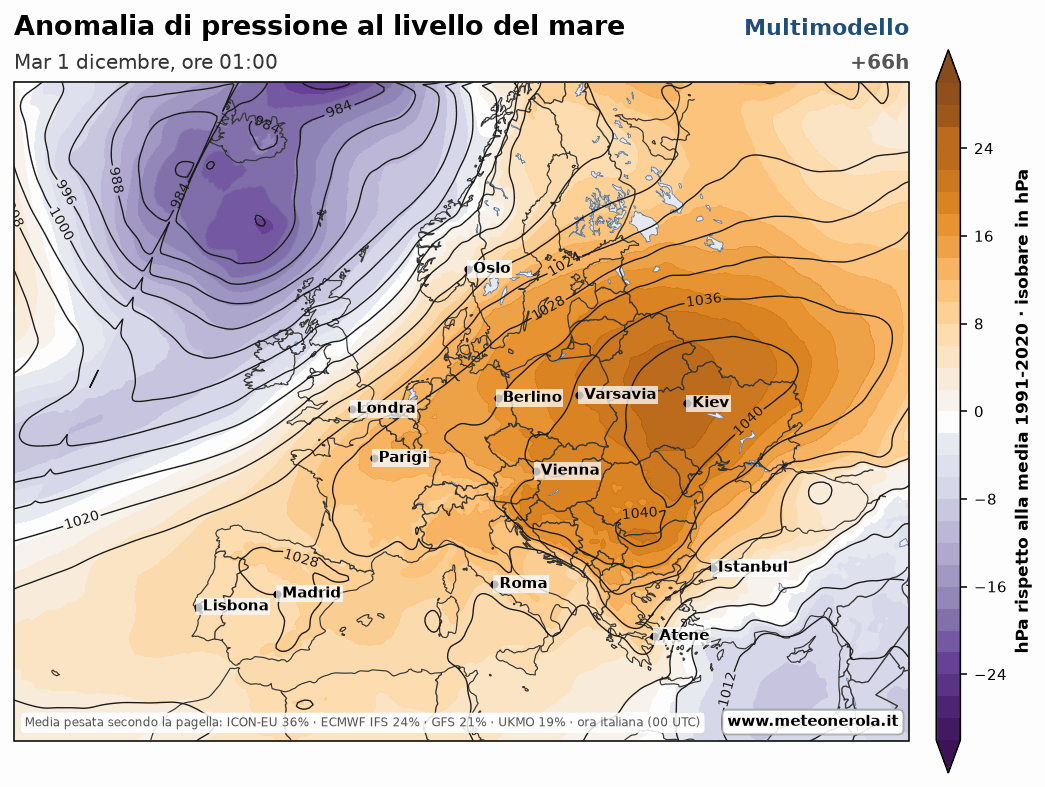 Anomalia di pressione al livello del mare
Multimodello
Mar 1 dicembre, ore 01:00
+66h
984
984
988
984
996
1000
1024
1028
1036
1040
1040
1020
1028
1012
Oslo
Berlino
Varsavia
Kiev
Londra
Parigi
Vienna
Istanbul
Roma
Madrid
Lisbona
Atene
Media pesata secondo la pagella: ICON-EU 36% · ECMWF IFS 24% · GFS 21% · UKMO 19% · ora italiana (00 UTC)
www.meteonerola.it
24
16
8
0
−8
−16
−24
hPa rispetto alla media 1991-2020 · isobare in hPa